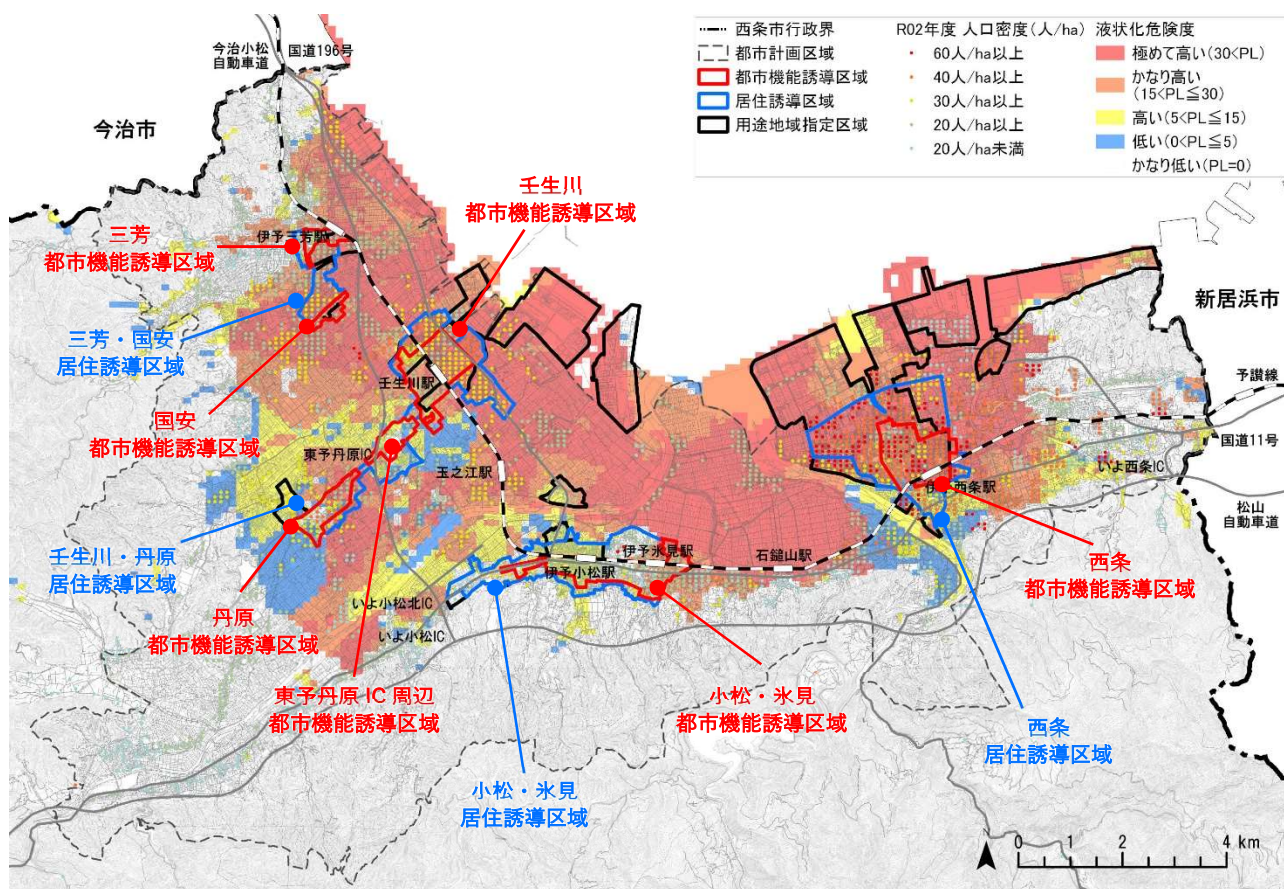 西条市行政界
都市計画区域
都市機能誘導区域
居住誘導区域
用途地域指定区域
R02年度 人口密度(人/ha)
60人/ha以上
40人/ha以上
30人/ha以上
20人/ha以上
20人/ha未満
液状化危険度
極めて高い(30<PL)
かなり高い
(15<PL≦30)
高い(5<PL≦15)
低い(0<PL≦5)
かなり低い(PL=0)
今治小松
自動車道
国道196号
今治市
壬生川
都市機能誘導区域
三芳
都市機能誘導区域
伊予三芳駅
三芳・国安
居住誘導区域
新居浜市
予讃線
国道11号
壬生川駅
国安
都市機能誘導区域
東予丹原IC
玉之江駅
いよ西条IC
伊予西条駅
松山
自動車道
壬生川・丹原
居住誘導区域
伊予氷見駅
石鎚山駅
伊予小松駅
西条
都市機能誘導区域
丹原
都市機能誘導区域
いよ小松北IC
いよ小松IC
東予丹原IC周辺
都市機能誘導区域
小松・氷見
都市機能誘導区域
西条
居住誘導区域
小松・氷見
居住誘導区域
0 1 2 4 km